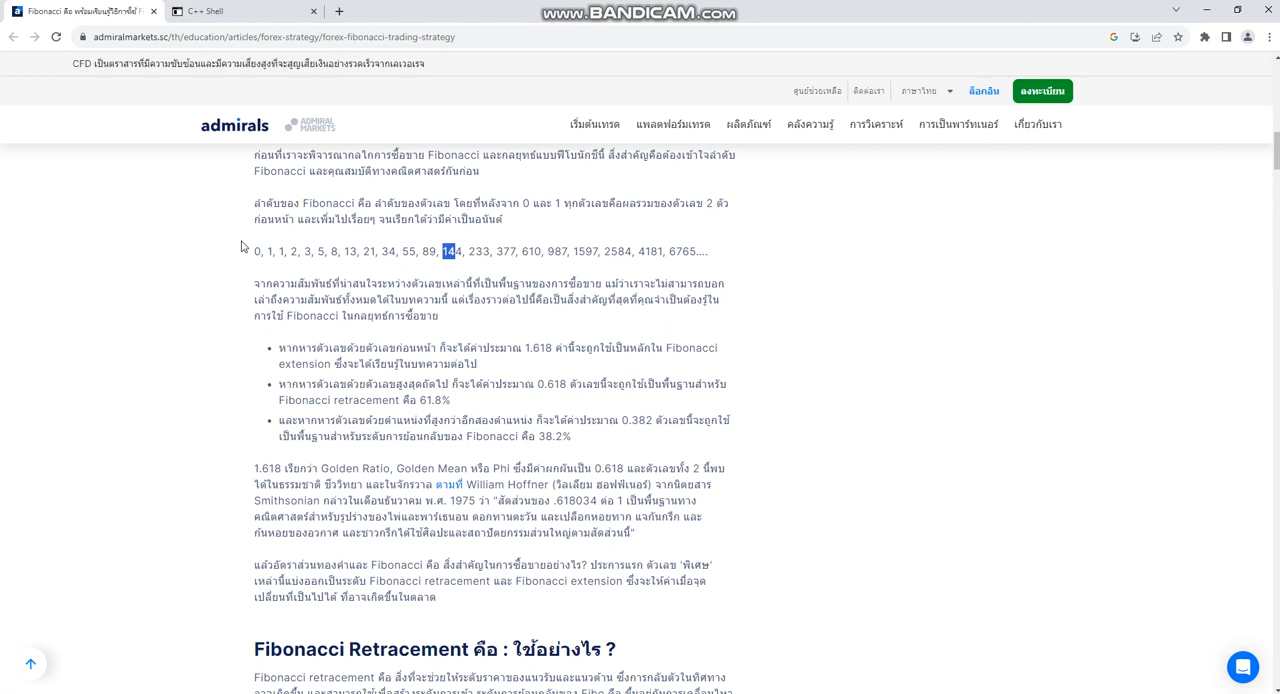 Fibonacci คือ พร้อมเรียนรู้วิธีการใช้ Fi
C++ Shell
www.BANDICAM.com
admiralmarkets.sc/th/education/articles/forex-strategy/forex-fibonacci-trading-strategy
CFD เป็นตราสารที่มีความซับซ้อนและมีความเสี่ยงสูงที่จะสูญเสียเงินอย่างรวดเร็วจากเลเวอเรจ
ศูนย์ช่วยเหลือ ติดต่อเรา ภาษาไทย ล็อกอิน ลงทะเบียน
admirals ADMIRAL MARKETS เริ่มต้นเทรด แพลตฟอร์มเทรด ผลิตภัณฑ์ คลังความรู้ การวิเคราะห์ การเป็นพาร์ทเนอร์ เกี่ยวกับเรา
ก่อนที่เราจะพิจารณากลไกการซื้อขาย Fibonacci และกลยุทธ์แบบฟีโบนักชีนี้ สิ่งสำคัญคือต้องเข้าใจลำดับ
Fibonacci และคุณสมบัติทางคณิตศาสตร์กันก่อน
ลำดับของ Fibonacci คือ ลำดับของตัวเลข โดยที่หลังจาก 0 และ 1 ทุกตัวเลขคือผลรวมของตัวเลข 2 ตัว
ก่อนหน้า และเพิ่มไปเรื่อยๆ จนเรียกได้ว่ามีค่าเป็นอนันต์
0, 1, 1, 2, 3, 5, 8, 13, 21, 34, 55, 89, 144, 233, 377, 610, 987, 1597, 2584, 4181, 6765....
จากความสัมพันธ์ที่น่าสนใจระหว่างตัวเลขเหล่านี้ที่เป็นพื้นฐานของการซื้อขาย แม้ว่าเราจะไม่สามารถบอก
เล่าถึงความสัมพันธ์ทั้งหมดได้ในบทความนี้ แต่เรื่องราวต่อไปนี้คือเป็นสิ่งสำคัญที่สุดที่คุณจำเป็นต้องรู้ใน
การใช้ Fibonacci ในกลยุทธ์การซื้อขาย
• หากหารตัวเลขด้วยตัวเลขก่อนหน้า ก็จะได้ค่าประมาณ 1.618 ค่านี้จะถูกใช้เป็นหลักใน Fibonacci
extension ซึ่งจะได้เรียนรู้ในบทความต่อไป
• หากหารตัวเลขด้วยตัวเลขสูงสุดถัดไป ก็จะได้ค่าประมาณ 0.618 ตัวเลขนี้จะถูกใช้เป็นพื้นฐานสำหรับ
Fibonacci retracement คือ 61.8%
• และหากหารตัวเลขด้วยตำแหน่งที่สูงกว่าอีกสองตำแหน่ง ก็จะได้ค่าประมาณ 0.382 ตัวเลขนี้จะถูกใช้
เป็นพื้นฐานสำหรับระดับการย้อนกลับของ Fibonacci คือ 38.2%
1.618 เรียกว่า Golden Ratio, Golden Mean หรือ Phi ซึ่งมีค่าผกผันเป็น 0.618 และตัวเลขทั้ง 2 นี้พบ
ได้ในธรรมชาติ ชีววิทยา และในจักรวาล ตามที่ William Hoffner (วิลเลียม ฮอฟฟ์เนอร์) จากนิตยสาร
Smithsonian กล่าวในเดือนธันวาคม พ.ศ. 1975 ว่า "สัดส่วนของ .618034 ต่อ 1 เป็นพื้นฐานทาง
คณิตศาสตร์สำหรับรูปร่างของไพ่และพาร์เธนอน ดอกทานตะวัน และเปลือกหอยทาก แจกันกรีก และ
ก้นหอยของอวกาศ และชาวกรีกได้ใช้ศิลปะและสถาปัตยกรรมส่วนใหญ่ตามสัดส่วนนี้"
แล้วอัตราส่วนทองคำและ Fibonacci คือ สิ่งสำคัญในการซื้อขายอย่างไร? ประการแรก ตัวเลข 'พิเศษ'
เหล่านี้แบ่งออกเป็นระดับ Fibonacci retracement และ Fibonacci extension ซึ่งจะให้ค่าเมื่อจุด
เปลี่ยนที่เป็นไปได้ ที่อาจเกิดขึ้นในตลาด
Fibonacci Retracement คือ : ใช้อย่างไร ?
Fibonacci retracement คือ สิ่งที่จะช่วยให้ระดับราคาของแนวรับและแนวต้าน ซึ่งการกลับตัวในทิศทาง